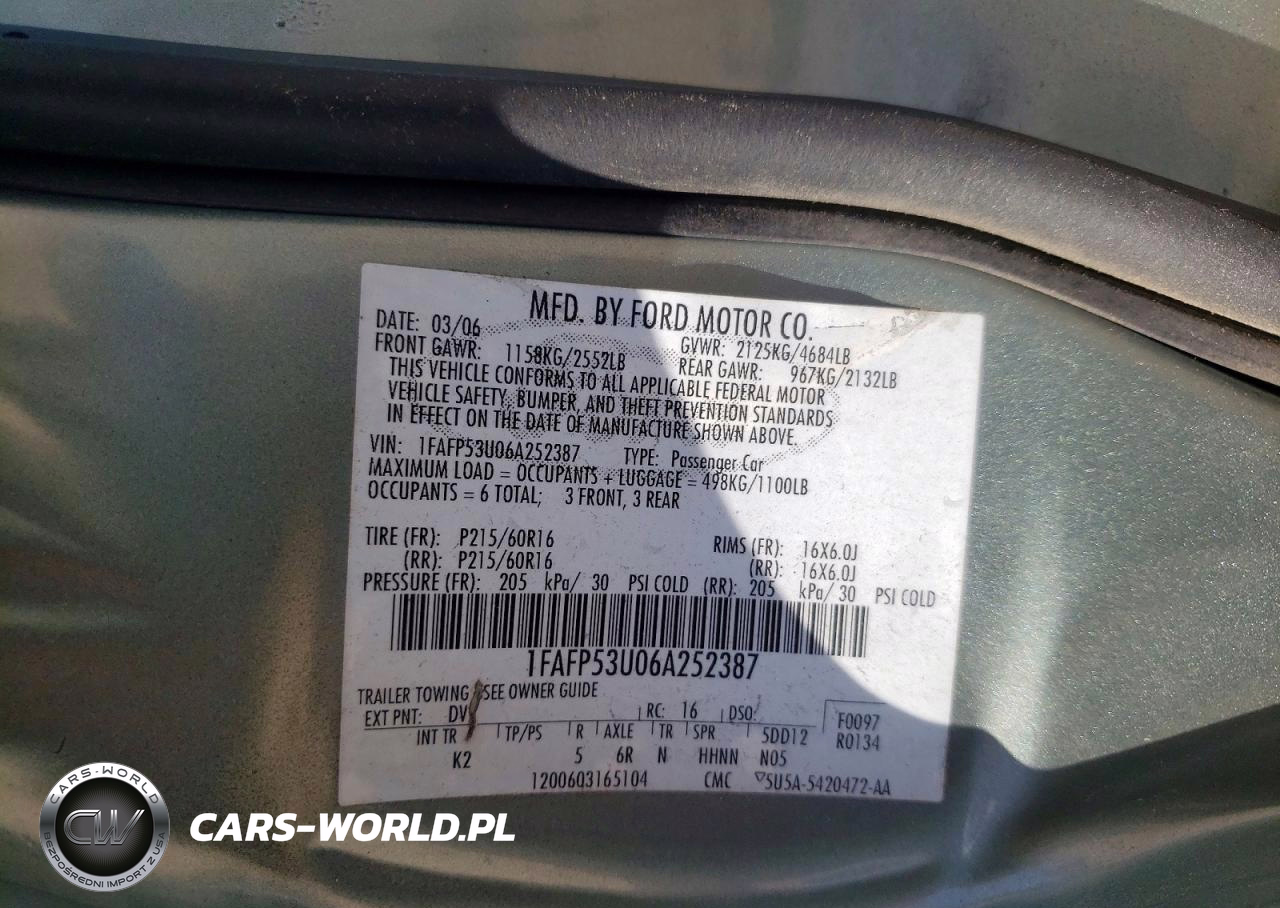 MFD. BY FORD MOTOR CO.
DATE: 03/06 GVWR: 2125KG/4684LB
FRONT GAWR: 1158KG/2552LB REAR GAWR: 967KG/2132LB
THIS VEHICLE CONFORMS TO ALL APPLICABLE FEDERAL MOTOR
VEHICLE SAFETY, BUMPER, AND THEFT PREVENTION STANDARDS
IN EFFECT ON THE DATE OF MANUFACTURE SHOWN ABOVE.
VIN: 1FAFP53U06A252387 TYPE: Passenger Car
MAXIMUM LOAD = OCCUPANTS + LUGGAGE = 498KG/1100LB
OCCUPANTS = 6 TOTAL; 3 FRONT, 3 REAR
TIRE (FR): P215/60R16 RIMS (FR): 16X6.0J
(RR): P215/60R16 (RR): 16X6.0J
PRESSURE (FR): 205 kPa/ 30 PSI COLD (RR): 205 kPa/ 30 PSI COLD
1FAFP53U06A252387
TRAILER TOWING SEE OWNER GUIDE
EXT PNT: DV RC: 16 DSO: F0097
INT TR TP/PS R AXLE TR SPR 5DD12 R0134
K2 5 6R N HHNN N05
1200603165104 CMC 5U5A-5420472-AA
CARS-WORLD
CW
BEZPOŚREDNI IMPORT Z USA
CARS-WORLD.PL